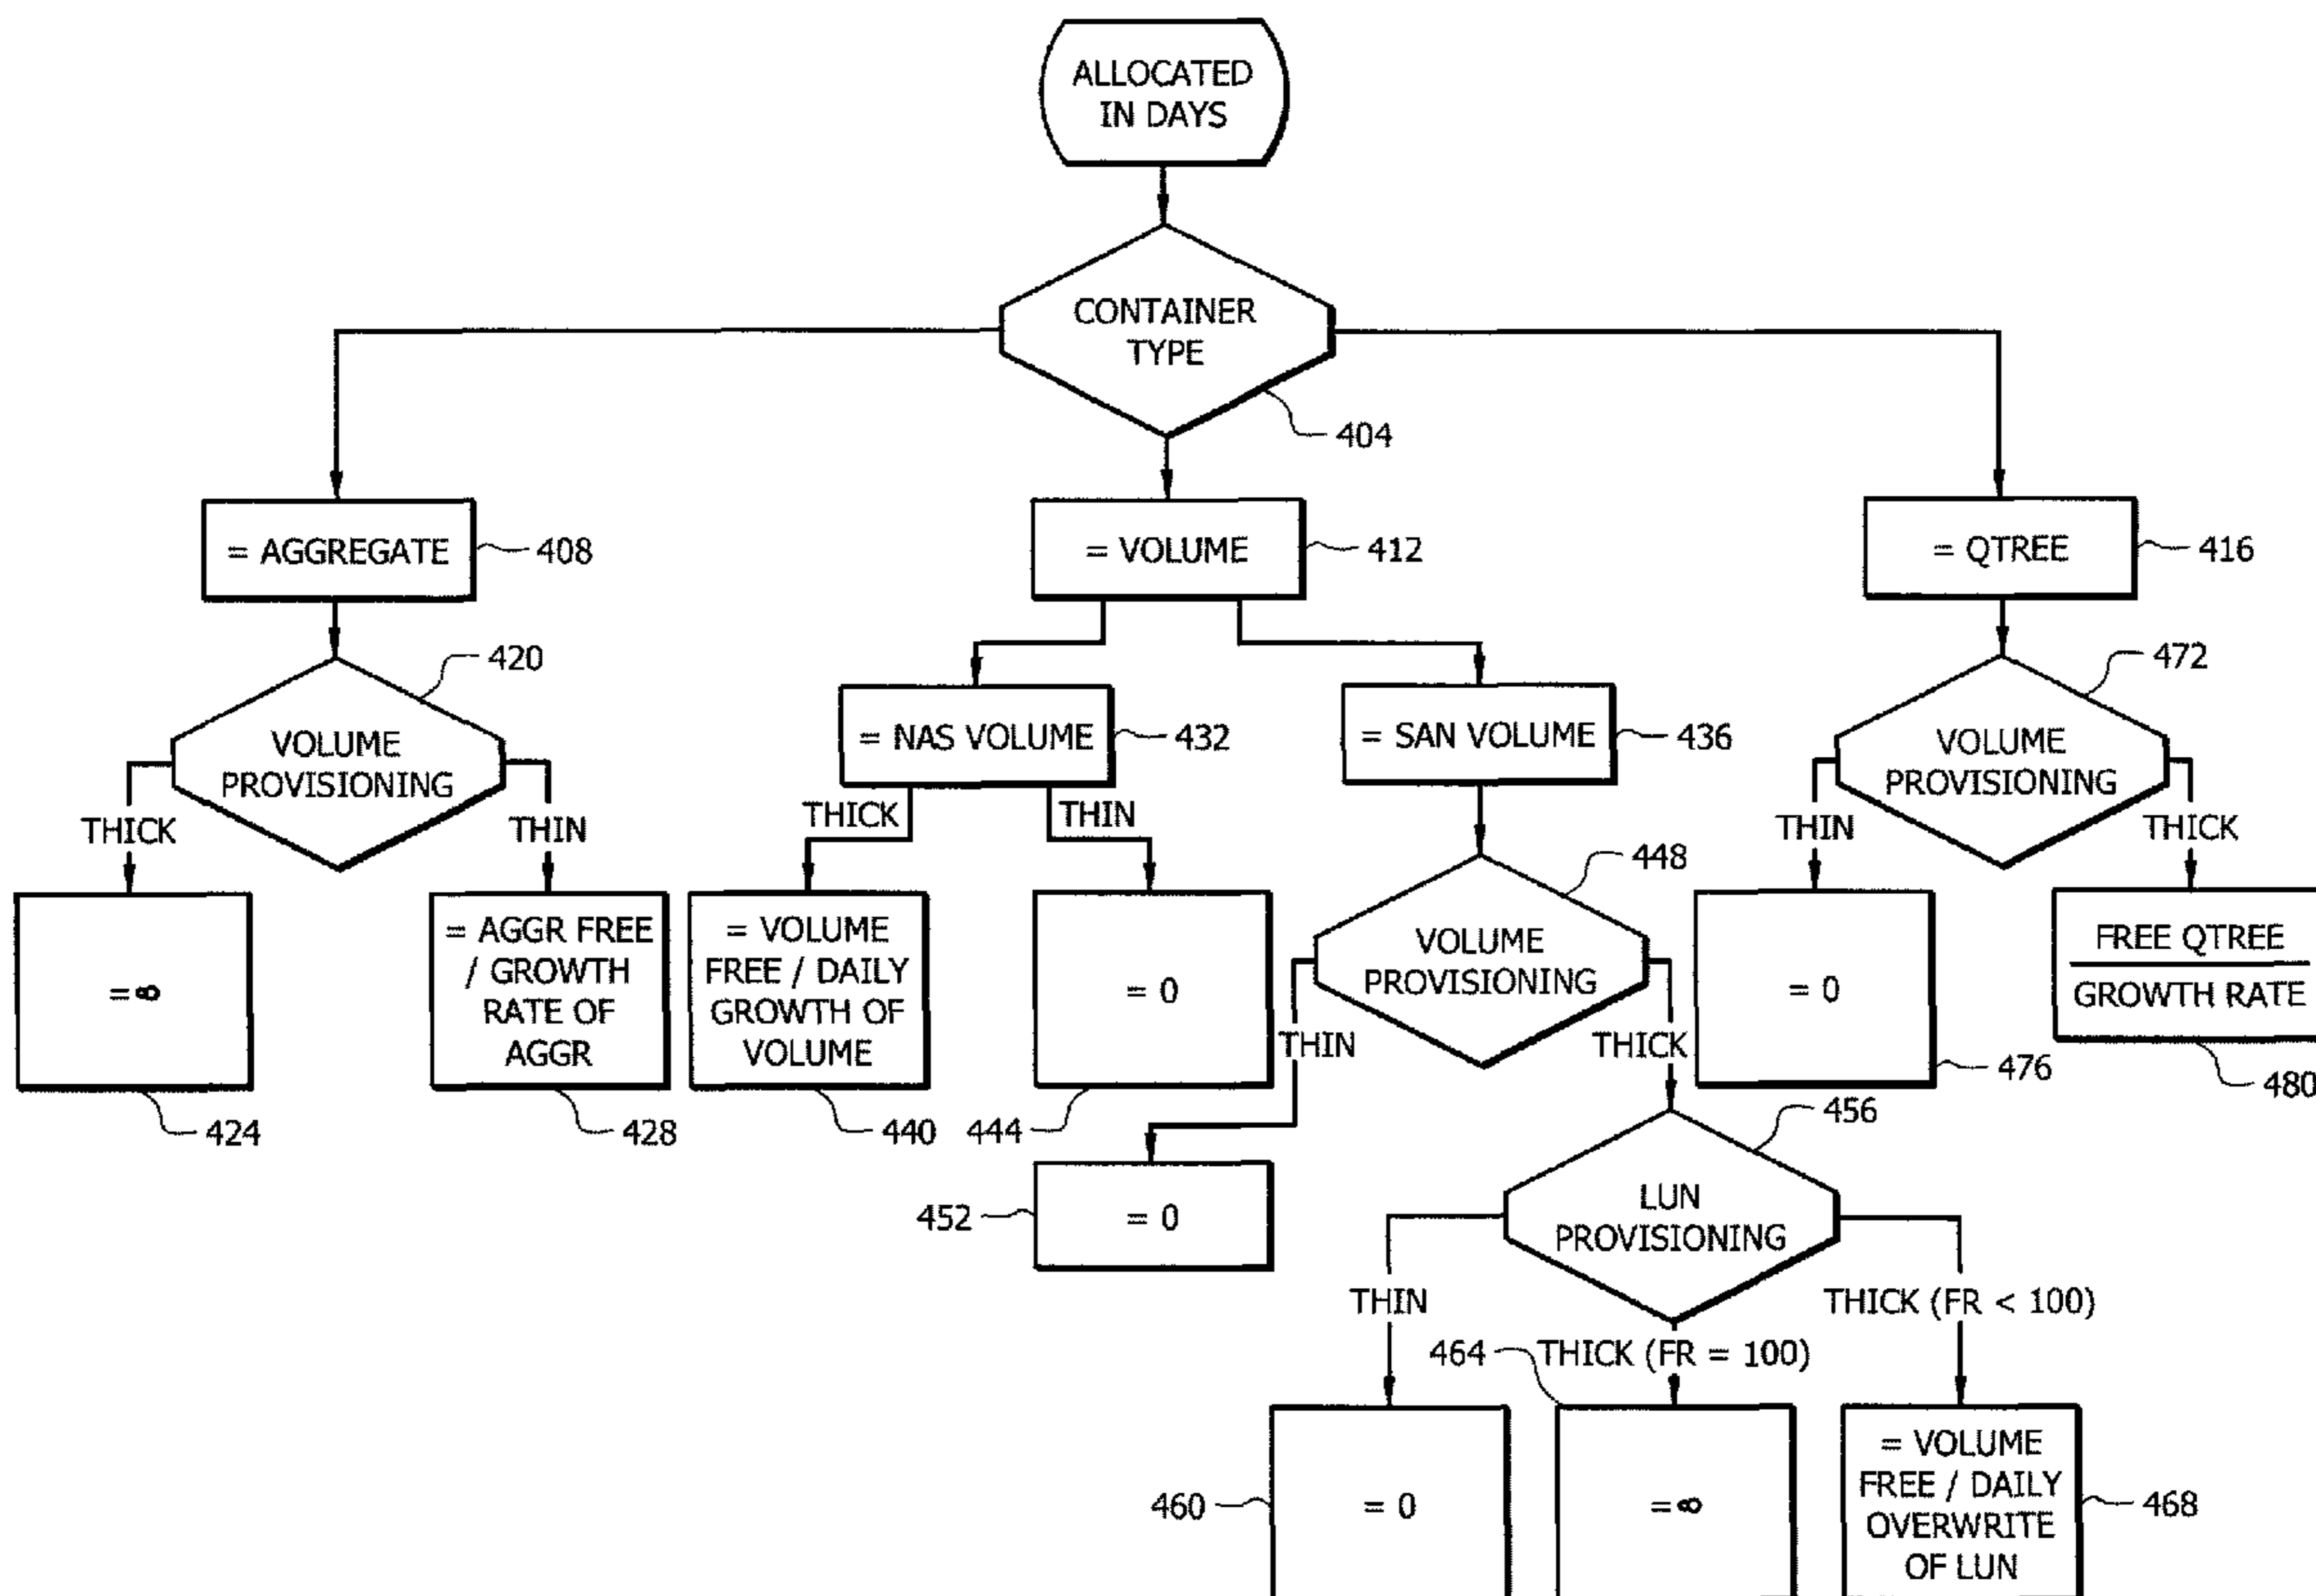 ALLOCATED
IN DAYS
CONTAINER
TYPE
404
= AGGREGATE
408
= VOLUME
412
= QTREE
416
420
VOLUME
PROVISIONING
THICK
THIN
= NAS VOLUME
432
THICK
THIN
= SAN VOLUME
436
472
VOLUME
PROVISIONING
THIN
THICK
= ∞
424
= AGGR FREE
/ GROWTH
RATE OF
AGGR
428
= VOLUME
FREE / DAILY
GROWTH OF
VOLUME
440
= 0
444
448
VOLUME
PROVISIONING
THIN
THICK
= 0
476
FREE QTREE
GROWTH RATE
480
452
= 0
456
LUN
PROVISIONING
THIN
THICK (FR = 100)
THICK (FR < 100)
460
= 0
464
= ∞
= VOLUME
FREE / DAILY
OVERWRITE
OF LUN
468